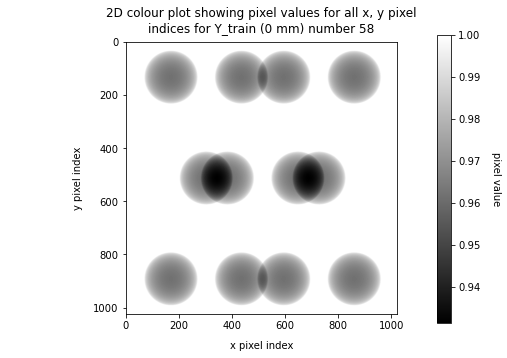 2D colour plot showing pixel values for all x, y pixel
indices for Y_train (0 mm) number 58
0
200
400
600
800
1000
y pixel index
0 200 400 600 800 1000
x pixel index
1.00
0.99
0.98
0.97
0.96
0.95
0.94
pixel value